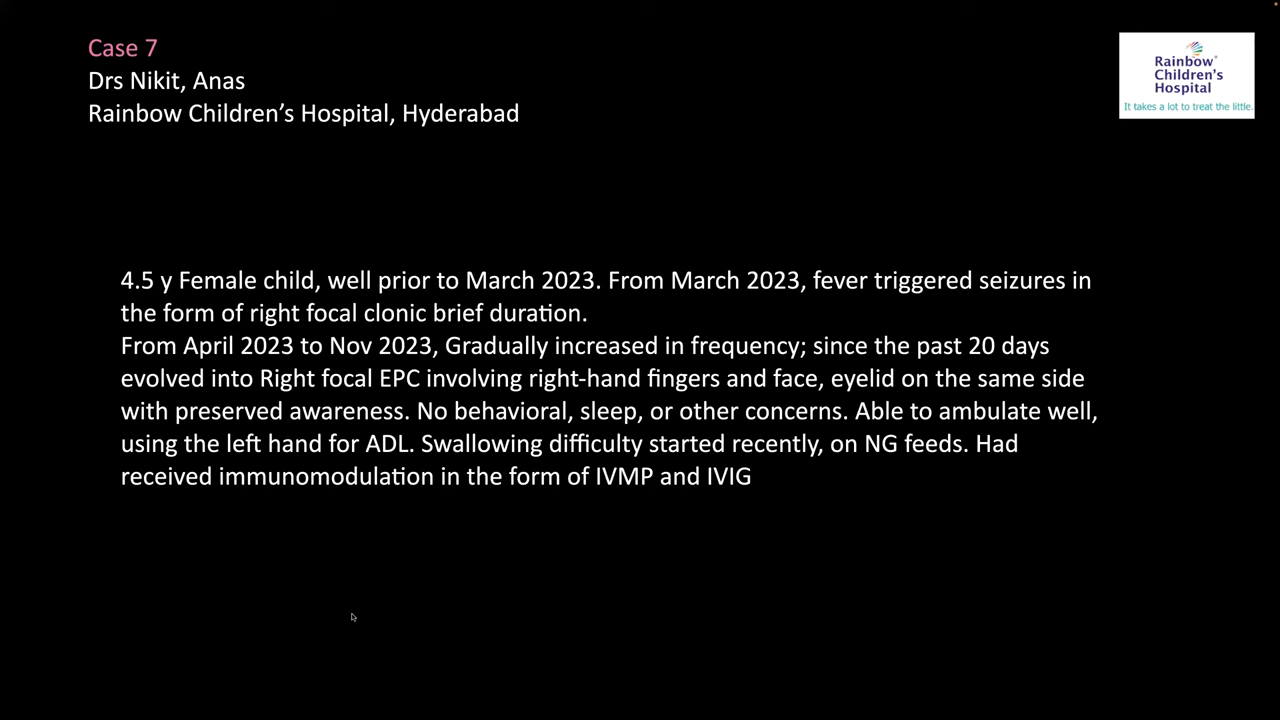 Case 7
Drs Nikit, Anas
Rainbow Children’s Hospital, Hyderabad
Rainbow
Children's
Hospital
It takes a lot to treat the little.
4.5 y Female child, well prior to March 2023. From March 2023, fever triggered seizures in
the form of right focal clonic brief duration.
From April 2023 to Nov 2023, Gradually increased in frequency; since the past 20 days
evolved into Right focal EPC involving right-hand fingers and face, eyelid on the same side
with preserved awareness. No behavioral, sleep, or other concerns. Able to ambulate well,
using the left hand for ADL. Swallowing difficulty started recently, on NG feeds. Had
received immunomodulation in the form of IVMP and IVIG